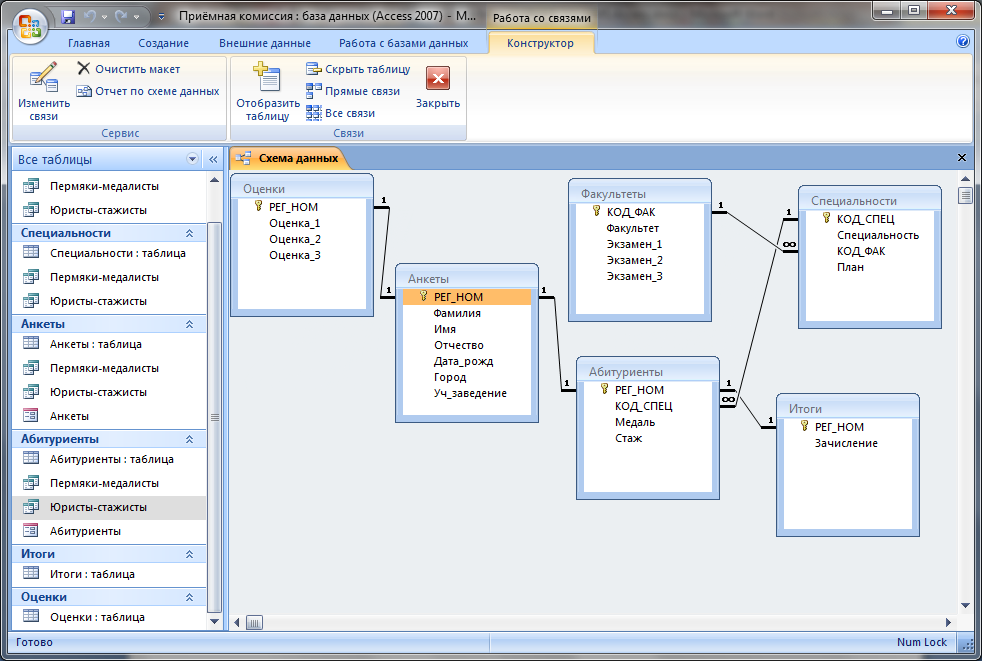 Приёмная комиссия : база данных (Access 2007) - M...
Работа со связями
Главная
Создание
Внешние данные
Работа с базами данных
Конструктор
Изменить связи
Очистить макет
Отчет по схеме данных
Сервис
Отобразить таблицу
Скрыть таблицу
Прямые связи
Все связи
Закрыть
Связи
Все таблицы
Пермяки-медалисты
Юристы-стажисты
Специальности
Специальности : таблица
Пермяки-медалисты
Юристы-стажисты
Анкеты
Анкеты : таблица
Пермяки-медалисты
Юристы-стажисты
Анкеты
Абитуриенты
Абитуриенты : таблица
Пермяки-медалисты
Юристы-стажисты
Абитуриенты
Итоги
Итоги : таблица
Оценки
Оценки : таблица
Схема данных
Оценки
РЕГ_НОМ
Оценка_1
Оценка_2
Оценка_3
1
1
Анкеты
РЕГ_НОМ
Фамилия
Имя
Отчество
Дата_рожд
Город
Уч_заведение
1
1
Факультеты
КОД_ФАК
Факультет
Экзамен_1
Экзамен_2
Экзамен_3
1
Абитуриенты
РЕГ_НОМ
КОД_СПЕЦ
Медаль
Стаж
1
∞
1
∞
Специальности
КОД_СПЕЦ
Специальность
КОД_ФАК
План
1
Итоги
РЕГ_НОМ
Зачисление
Готово
Num Lock